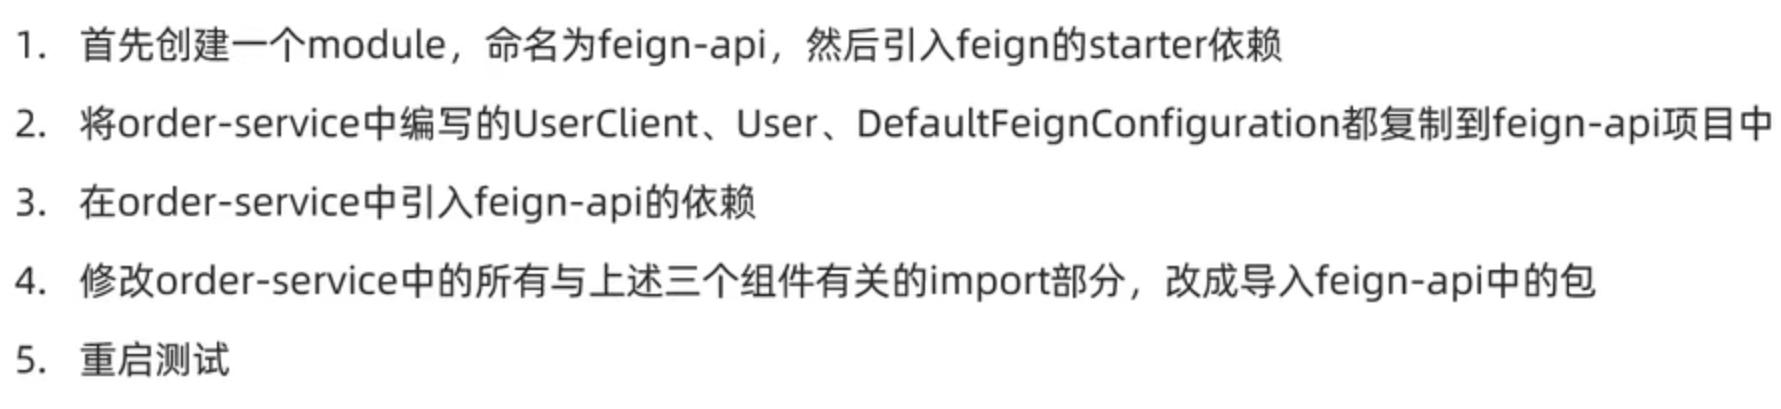 1. 首先创建一个module，命名为feign-api，然后引入feign的starter依赖
2. 将order-service中编写的UserClient、User、DefaultFeignConfiguration都复制到feign-api项目中
3. 在order-service中引入feign-api的依赖
4. 修改order-service中的所有与上述三个组件有关的import部分，改成导入feign-api中的包
5. 重启测试